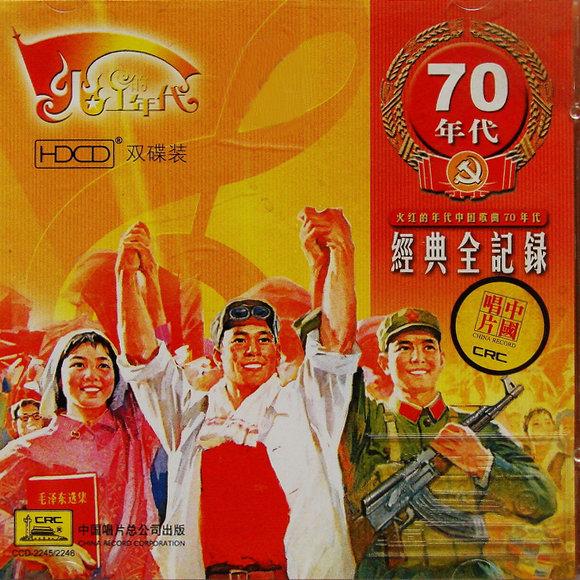 火红的年代
70
年代
HDCD® 双碟装
火红的年代中国歌曲70年代
經典全記録
中國
唱片
CHINA RECORD
CRC
毛泽东选集
CRC ®
中国唱片总公司出版
CHINA RECORD CORPORATION
CCD-2245/2246